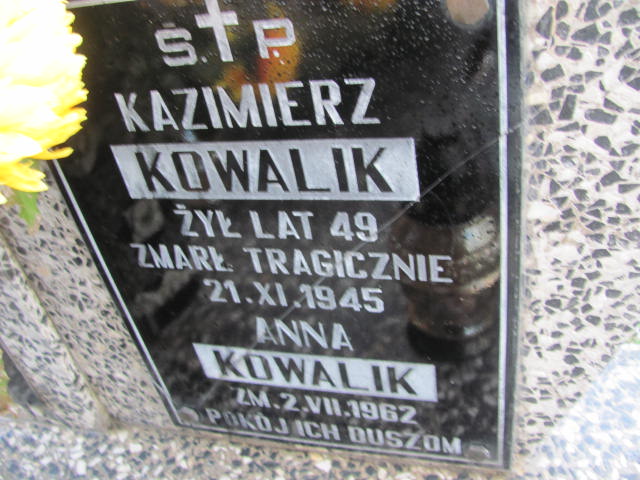 Ś.✝P.
KAZIMIERZ
KOWALIK
ŻYŁ LAT 49
ZMARŁ TRAGICZNIE
21.XI.1945
ANNA
KOWALIK
ZM.2.VII.1962
POKÓJ ICH DUSZOM